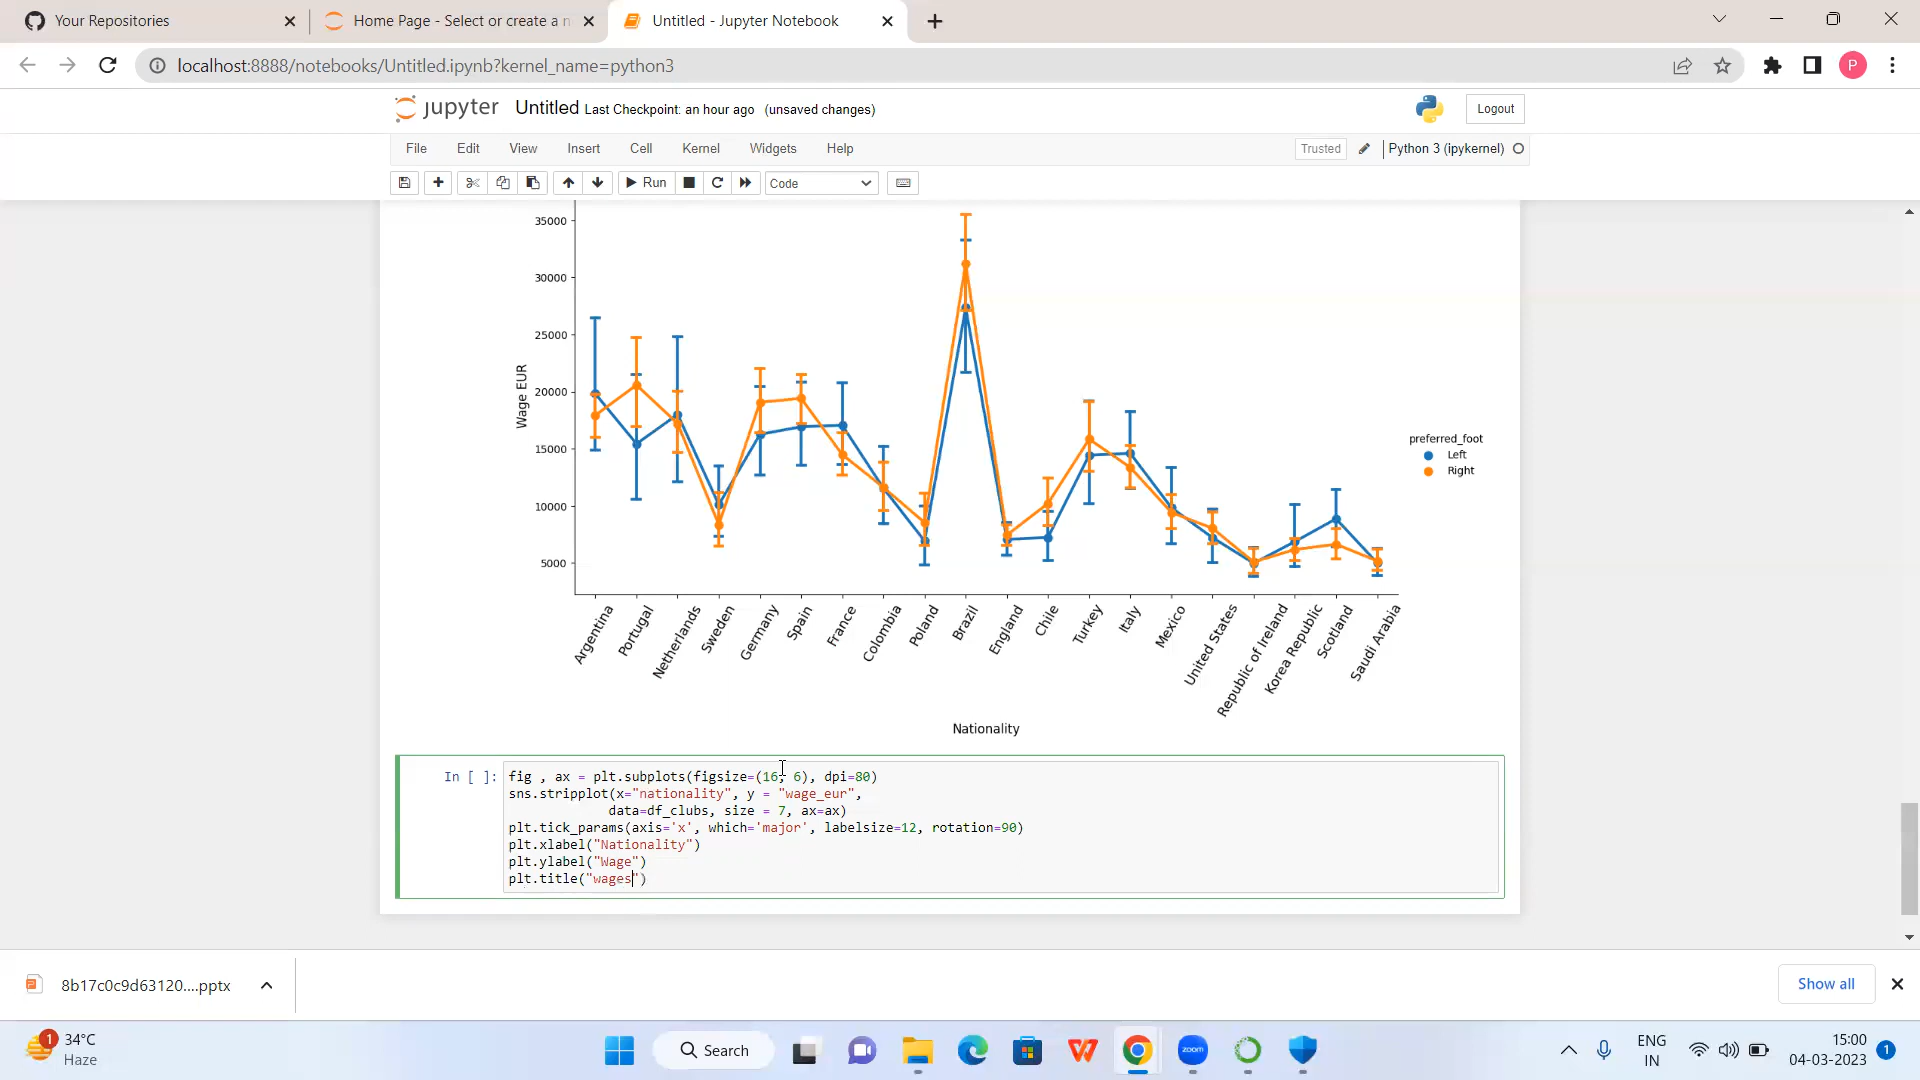 Your Repositories
Home Page - Select or create a n
Untitled - Jupyter Notebook
localhost:8888/notebooks/Untitled.ipynb?kernel_name=python3
P
jupyter Untitled Last Checkpoint: an hour ago (unsaved changes)
Logout
File Edit View Insert Cell Kernel Widgets Help
Trusted
Python 3 (ipykernel)
Run
Code
35000
30000
25000
20000
15000
10000
5000
Wage EUR
preferred_foot
Left
Right
Argentina
Portugal
Netherlands
Sweden
Germany
Spain
France
Colombia
Poland
Brazil
England
Chile
Turkey
Italy
Mexico
United States
Republic of Ireland
Korea Republic
Scotland
Saudi Arabia
Nationality
In [ ]: fig , ax = plt.subplots(figsize=(16, 6), dpi=80)
sns.stripplot(x="nationality", y = "wage_eur",
data=df_clubs, size = 7, ax=ax)
plt.tick_params(axis='x', which='major', labelsize=12, rotation=90)
plt.xlabel("Nationality")
plt.ylabel("Wage")
plt.title("wages")
8b17c0c9d63120....pptx
Show all
1
34°C
Haze
Search
zoom
ENG
IN
15:00
04-03-2023
1